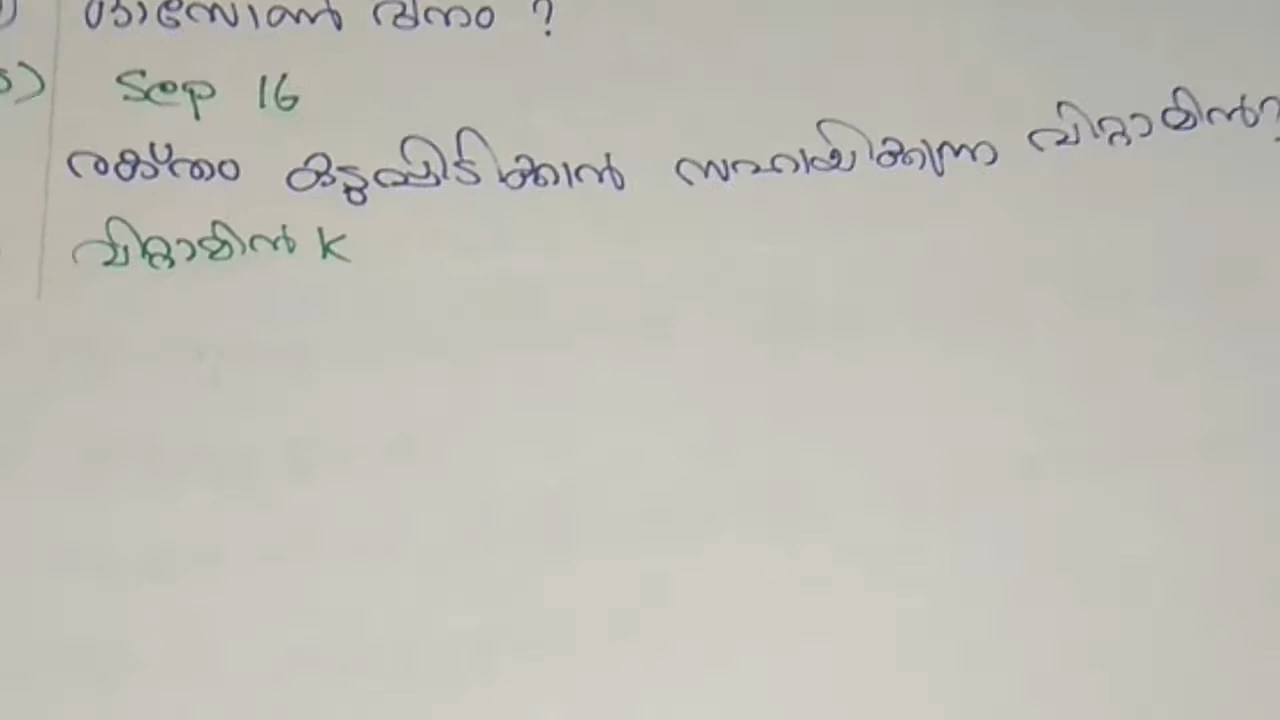 ഓസോൺ ദിനം ?
Sep 16
രക്തം കട്ടപിടിക്കാൻ സഹായിക്കുന്ന വിറ്റാമിൻ?
വിറ്റാമിൻ K